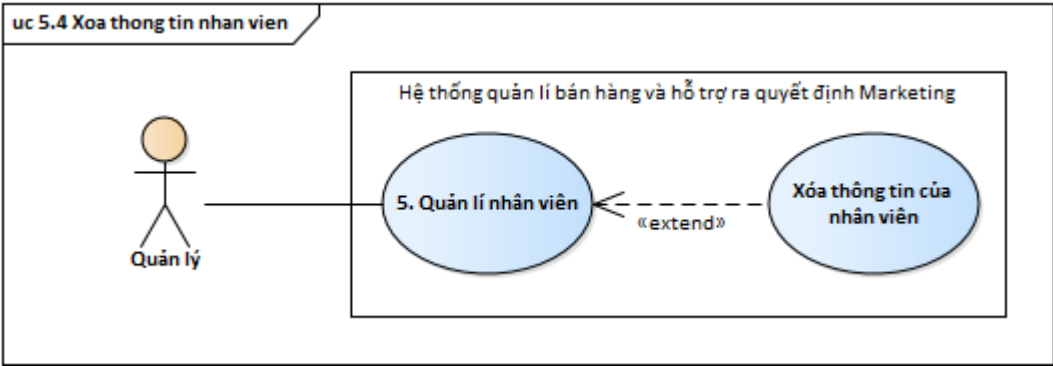 uc 5.4 Xoa thong tin nhan vien
Hệ thống quản lí bán hàng và hỗ trợ ra quyết định Marketing
5. Quản lí nhân viên
«extend»
Xóa thông tin của
nhân viên
Quản lý